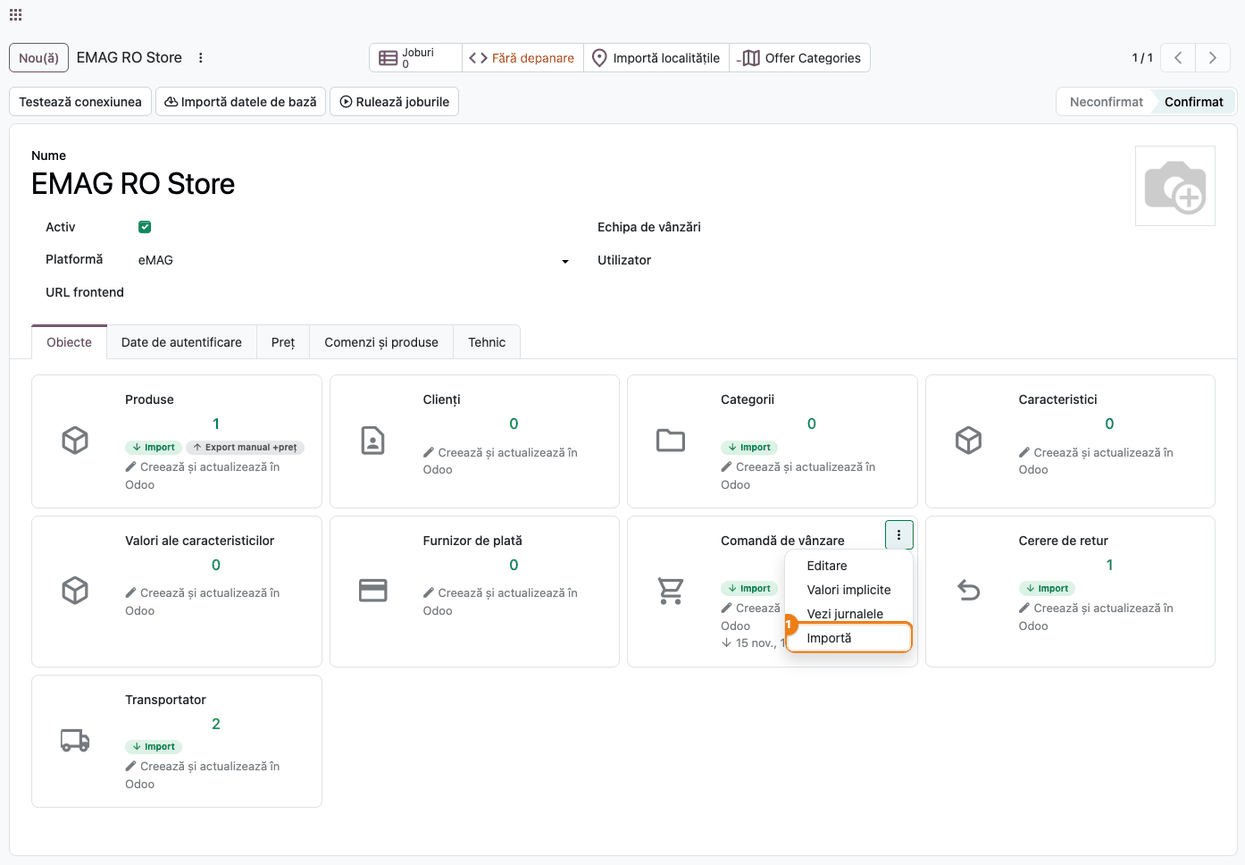 Nou(ă)
EMAG RO Store
Joburi
0
Fără depanare
Importă localitățile
Offer Categories
1 / 1
Testează conexiunea
Importă datele de bază
Rulează joburile
Neconfirmat
Confirmat
Nume
EMAG RO Store
Activ
Echipa de vânzări
Platformă
eMAG
Utilizator
URL frontend
Obiecte
Date de autentificare
Preț
Comenzi și produse
Tehnic
Produse
1
Import
Export manual +preț
Creează și actualizează în
Odoo
Clienți
0
Creează și actualizează în
Odoo
Categorii
0
Import
Creează și actualizează în
Odoo
Caracteristici
0
Creează și actualizează în
Odoo
Valori ale caracteristicilor
0
Creează și actualizează în
Odoo
Furnizor de plată
0
Creează și actualizează în
Odoo
Comandă de vânzare
Import
Creează
Odoo
15 nov.,
Editare
Valori implicite
Vezi jurnalele
1
Importă
Cerere de retur
1
Import
Creează și actualizează în
Odoo
Transportator
2
Import
Creează și actualizează în
Odoo